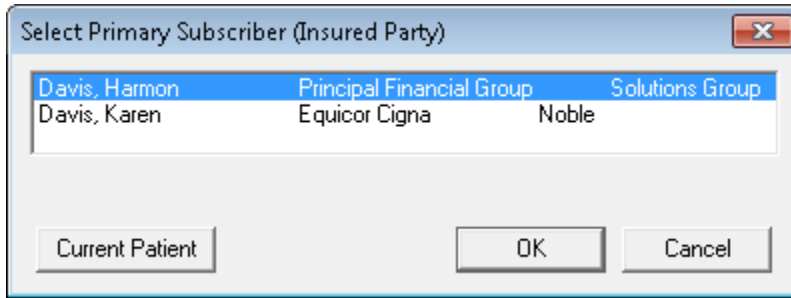 Select Primary Subscriber (Insured Party)
Davis, Harmon Principal Financial Group Solutions Group
Davis, Karen Equicor Cigna Noble
Current Patient OK Cancel